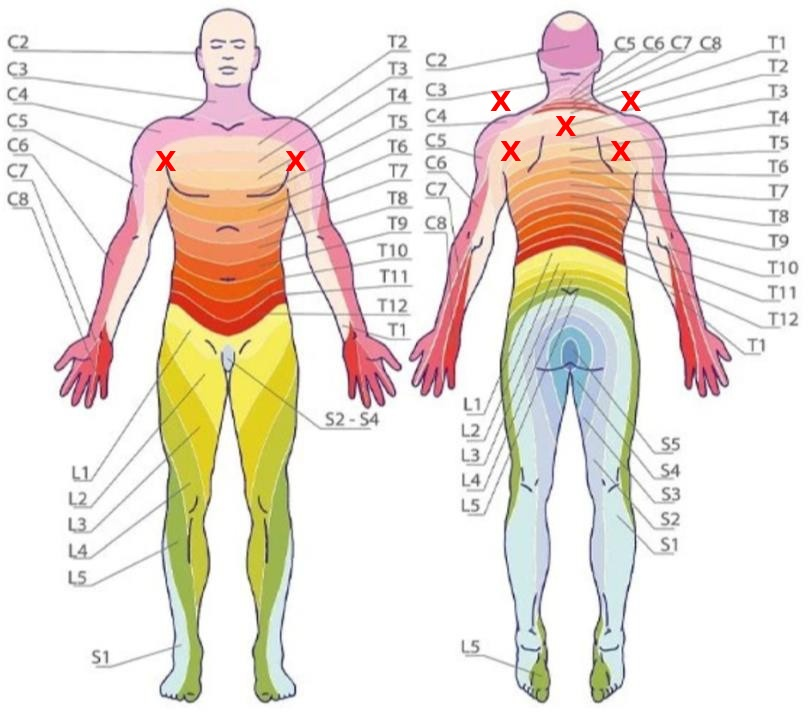 C2
C3
C4
C5
C6
C7
C8
T2
T3
T4
T5
T6
T7
T8
T9
T10
T11
T12
T1
X
X
S2 - S4
L1
L2
L3
L4
L5
S1
C2
C3
C4
C5
C6
C7
C8
C5 C6 C7 C8
T1
T2
T3
T4
T5
T6
T7
T8
T9
T10
T11
T12
T1
X
X
X
X
X
L1
L2
L3
L4
L5
S5
S4
S3
S2
S1
L5